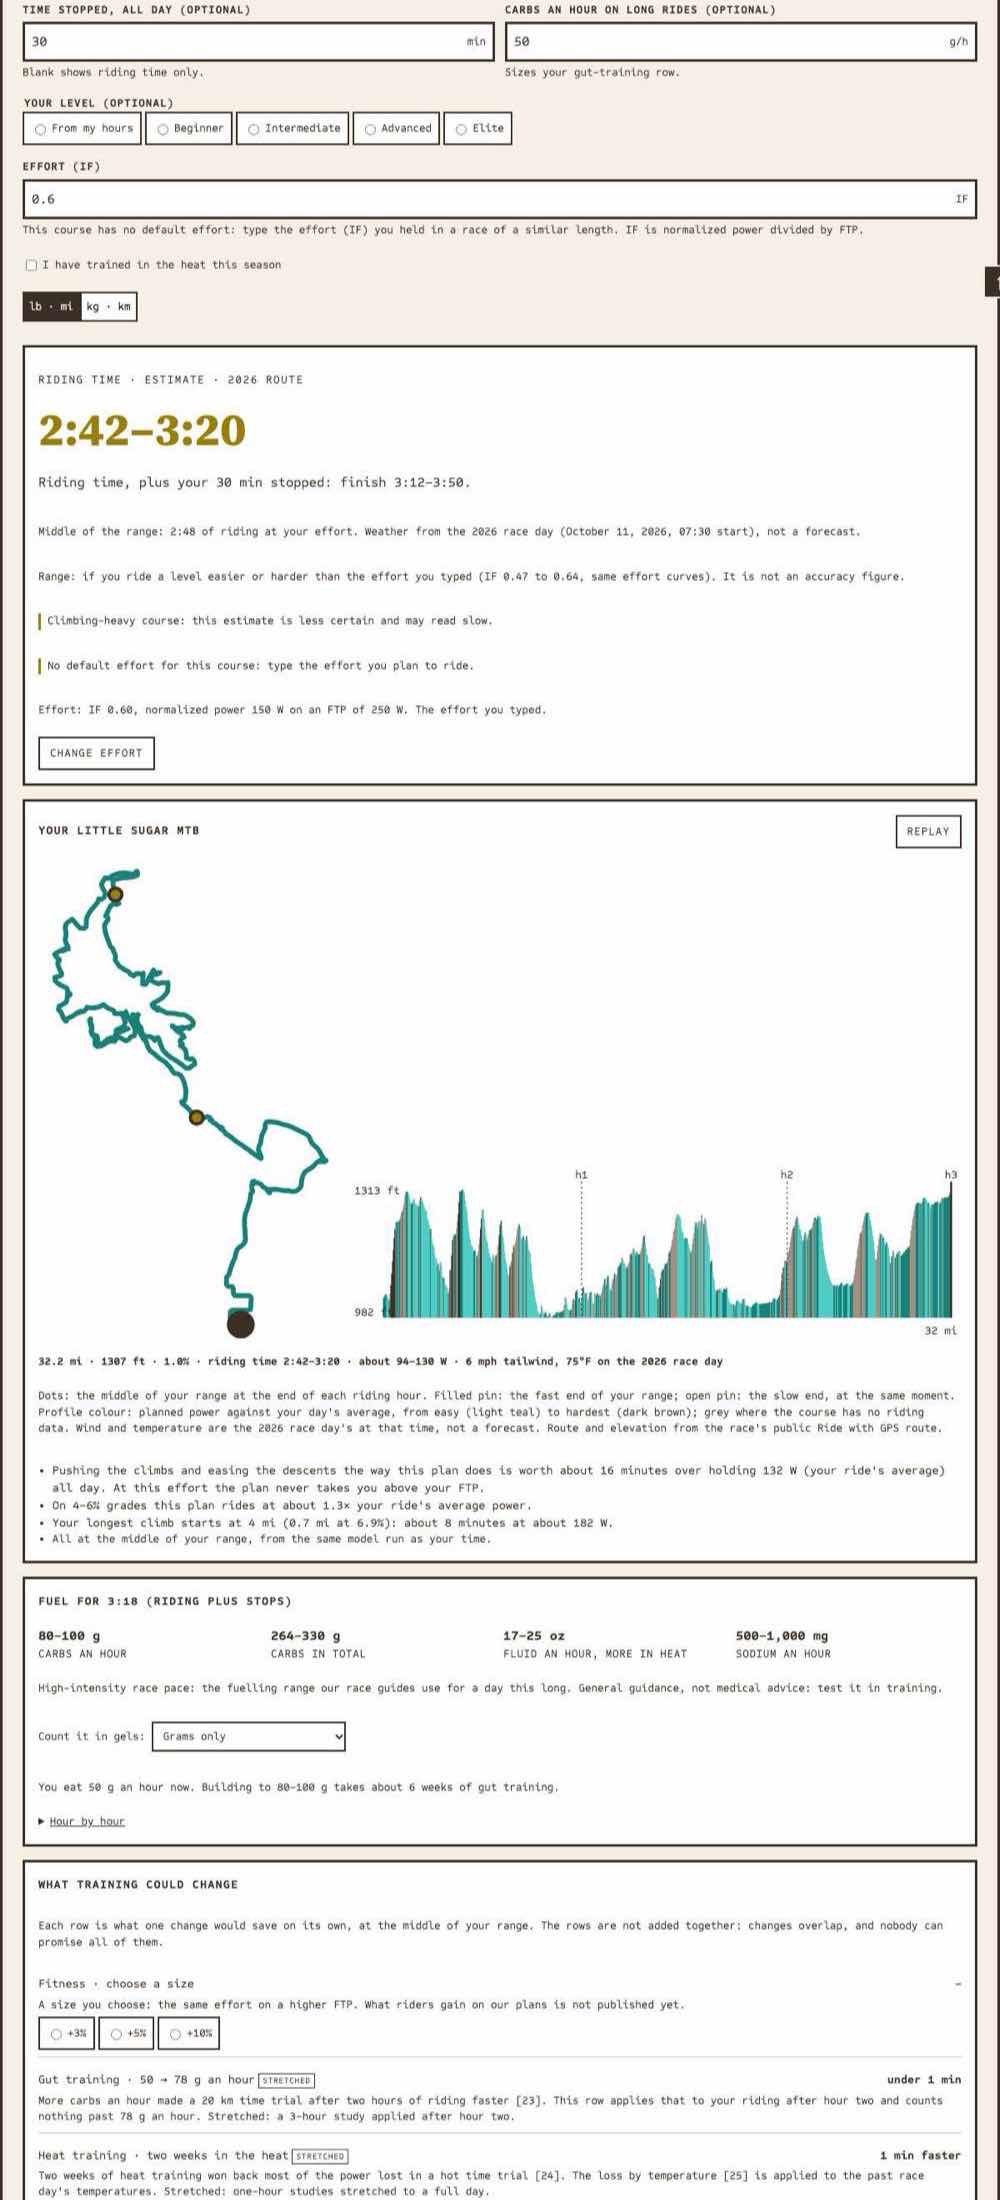 TIME STOPPED, ALL DAY (OPTIONAL)
CARBS AN HOUR ON LONG RIDES (OPTIONAL)
30 min
50 g/h
Blank shows riding time only.
Sizes your gut-training row.
YOUR LEVEL (OPTIONAL)
From my hours
Beginner
Intermediate
Advanced
Elite
EFFORT (IF)
0.6 IF
This course has no default effort: type the effort (IF) you held in a race of a similar length. IF is normalized power divided by FTP.
I have trained in the heat this season
lb · mi kg · km
RIDING TIME · ESTIMATE · 2026 ROUTE
2:42–3:20
Riding time, plus your 30 min stopped: finish 3:12–3:50.
Middle of the range: 2:48 of riding at your effort. Weather from the 2026 race day (October 11, 2026, 07:30 start), not a forecast.
Range: if you ride a level easier or harder than the effort you typed (IF 0.47 to 0.64, same effort curves). It is not an accuracy figure.
Climbing-heavy course: this estimate is less certain and may read slow.
No default effort for this course: type the effort you plan to ride.
Effort: IF 0.60, normalized power 150 W on an FTP of 250 W. The effort you typed.
CHANGE EFFORT
YOUR LITTLE SUGAR MTB
REPLAY
h1
h2
h3
1313 ft
982 ft
32 mi
32.2 mi · 1307 ft · 1.0% · riding time 2:42–3:20 · about 94–130 W · 6 mph tailwind, 75°F on the 2026 race day
Dots: the middle of your range at the end of each riding hour. Filled pin: the fast end of your range; open pin: the slow end, at the same moment.
Profile colour: planned power against your day's average, from easy (light teal) to hardest (dark brown); grey where the course has no riding
data. Wind and temperature are the 2026 race day's at that time, not a forecast. Route and elevation from the race's public Ride with GPS route.
• Pushing the climbs and easing the descents the way this plan does is worth about 16 minutes over holding 132 W (your ride's average)
all day. At this effort the plan never takes you above your FTP.
• On 4–6% grades this plan rides at about 1.3× your ride's average power.
• Your longest climb starts at 4 mi (0.7 mi at 6.9%): about 8 minutes at about 182 W.
• All at the middle of your range, from the same model run as your time.
FUEL FOR 3:18 (RIDING PLUS STOPS)
80–100 g
264–330 g
17–25 oz
500–1,000 mg
CARBS AN HOUR
CARBS IN TOTAL
FLUID AN HOUR, MORE IN HEAT
SODIUM AN HOUR
High-intensity race pace: the fuelling range our race guides use for a day this long. General guidance, not medical advice: test it in training.
Count it in gels: Grams only
You eat 50 g an hour now. Building to 80–100 g takes about 6 weeks of gut training.
▶ Hour by hour
WHAT TRAINING COULD CHANGE
Each row is what one change would save on its own, at the middle of your range. The rows are not added together: changes overlap, and nobody can
promise all of them.
Fitness · choose a size –
A size you choose: the same effort on a higher FTP. What riders gain on our plans is not published yet.
+3%
+5%
+10%
Gut training · 50 → 78 g an hour STRETCHED under 1 min
More carbs an hour made a 20 km time trial after two hours of riding faster [23]. This row applies that to your riding after hour two and counts
nothing past 78 g an hour. Stretched: a 3-hour study applied after hour two.
Heat training · two weeks in the heat STRETCHED 1 min faster
Two weeks of heat training won back most of the power lost in a hot time trial [24]. The loss by temperature [25] is applied to the past race
day's temperatures. Stretched: one-hour studies stretched to a full day.